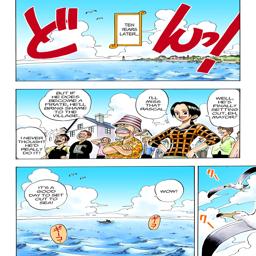 どんっ!
TEN
YEARS
LATER...
WELL,
HE'S
FINALLY
SETTING
OUT, EH,
MAYOR?
I'LL
MISS
THAT
RASCAL.
BUT IF
HE DOES
BECOME A
PIRATE, HE'LL
BRING SHAME
TO THE
VILLAGE.
I NEVER
THOUGH
HE'D
REALLY
DO IT!
WOW!
IT'S A
GOOD
DAY TO
SET OUT
TO SEA!